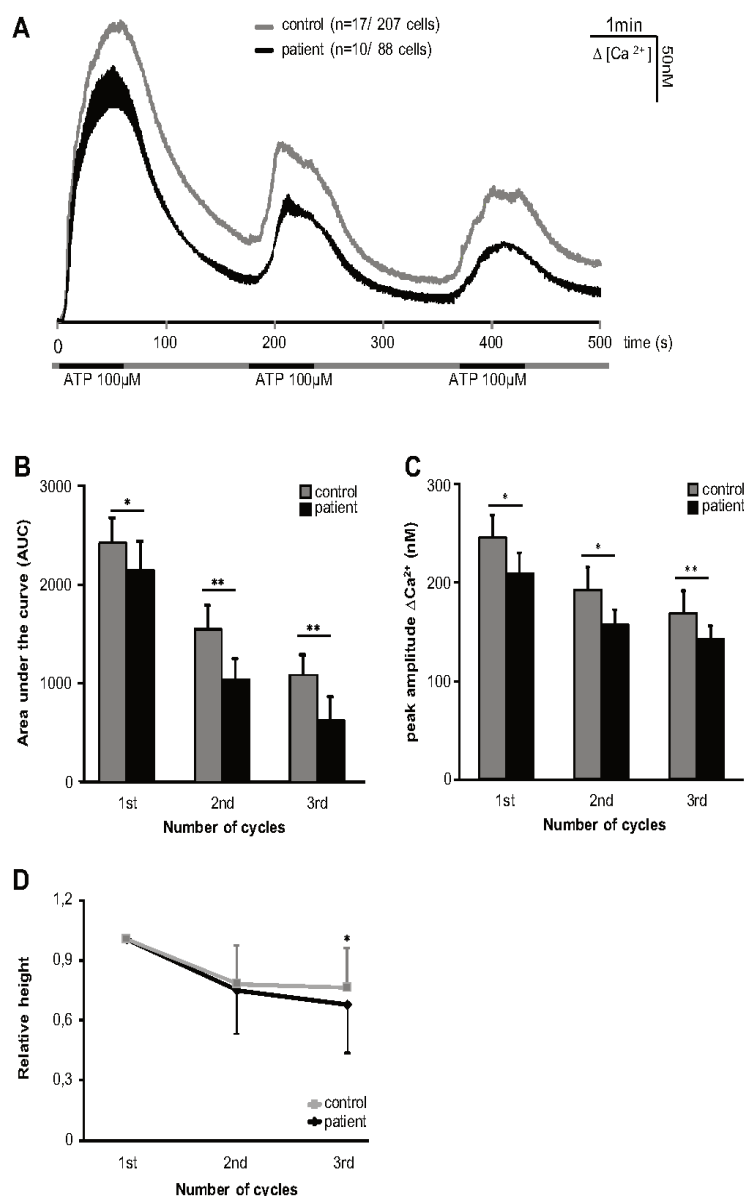 A
control (n=17/ 207 cells)
patient (n=10/ 88 cells)
1min
Δ [Ca 2+]
50nM
0 100 200 300 400 500 time (s)
ATP 100µM ATP 100µM ATP 100µM
B
3000
2000
1000
0
Area under the curve (AUC)
control
patient
* ** **
1st 2nd 3rd
Number of cycles
C
300
200
100
0
peak amplitude ΔCa2+ (nM)
control
patient
* * **
1st 2nd 3rd
Number of cycles
D
1,2
0,9
0,6
0,3
0
Relative height
*
control
patient
1st 2nd 3rd
Number of cycles